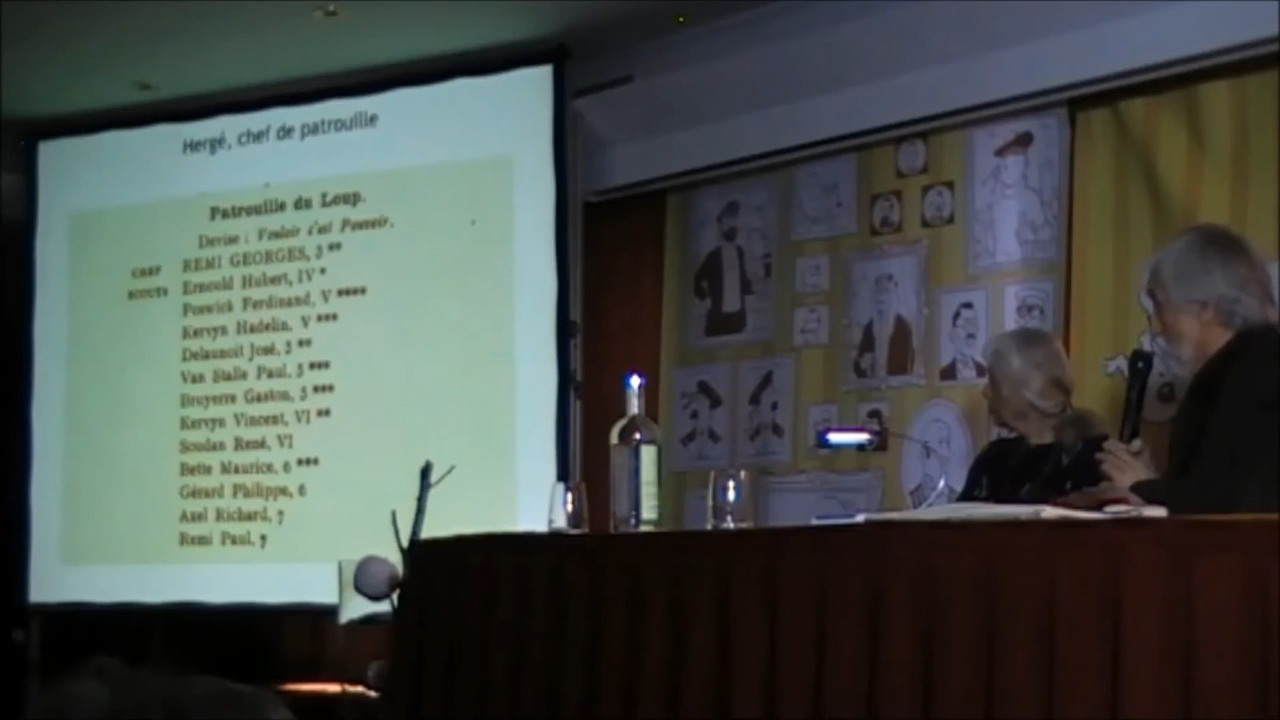 Hergé, chef de patrouille
Patrouille du Loup.
Devise : Vouloir c'est Pouvoir.
CHEF REMI GEORGES, 3 **
SCOUTS Ernould Hubert, IV *
Poswick Ferdinand, V ****
Kervyn Hadelin, V ***
Delaunoit José, 3 **
Van Stalle Paul, 5 ***
Bruyerre Gaston, 5 ***
Kervyn Vincent, VI **
Soudan René, VI
Bette Maurice, 6 ***
Gérard Philippe, 6
Axel Richard, 7
Remi Paul, 7